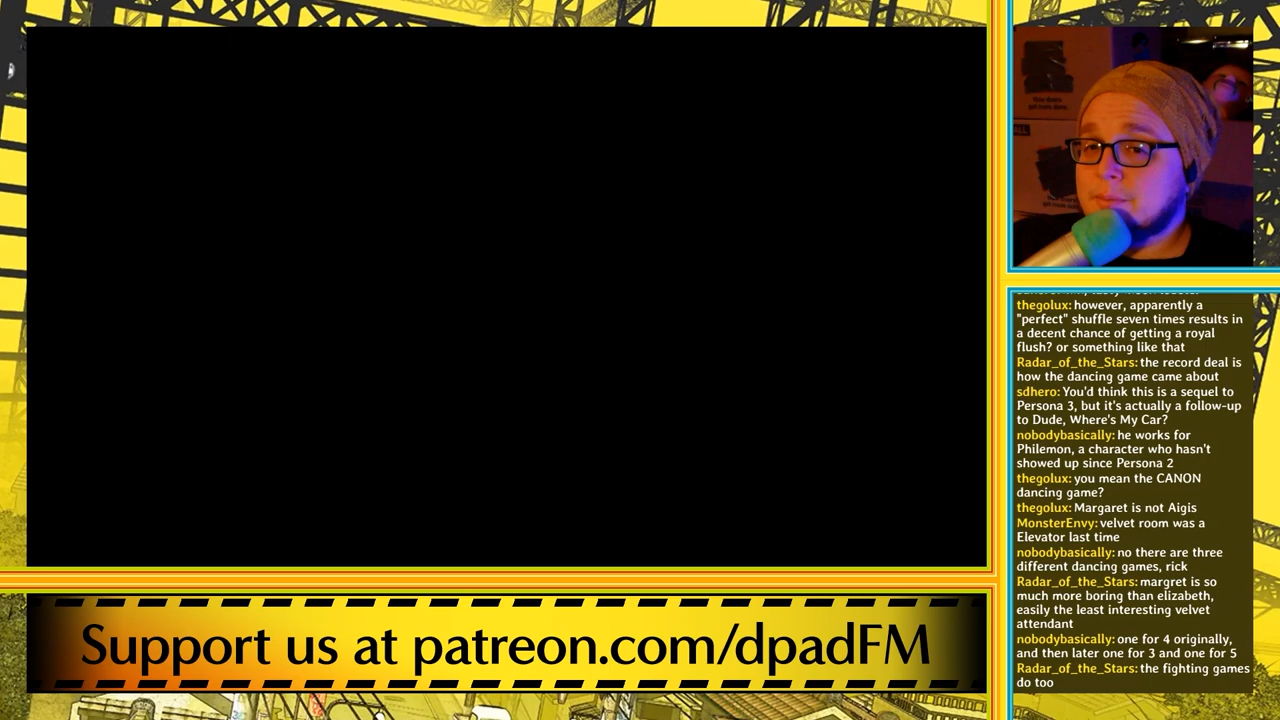 thegolux: however, apparently a
"perfect" shuffle seven times results in
a decent chance of getting a royal
flush? or something like that
Radar_of_the_Stars: the record deal is
how the dancing game came about
sdhero: You'd think this is a sequel to
Persona 3, but it's actually a follow-up
to Dude, Where's My Car?
nobodybasically: he works for
Philemon, a character who hasn't
showed up since Persona 2
thegolux: you mean the CANON
dancing game?
thegolux: Margaret is not Aigis
MonsterEnvy: velvet room was a
Elevator last time
nobodybasically: no there are three
different dancing games, rick
Radar_of_the_Stars: margret is so
much more boring than elizabeth,
easily the least interesting velvet
attendant
nobodybasically: one for 4 originally,
and then later one for 3 and one for 5
Radar_of_the_Stars: the fighting games
do too
Support us at patreon.com/dpadFM